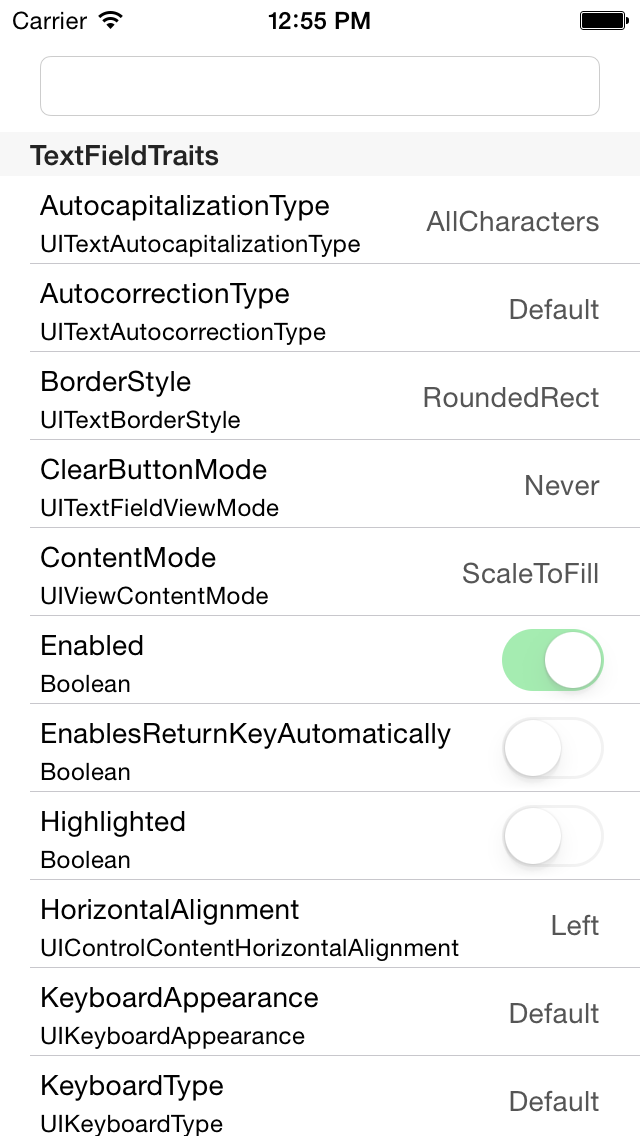 Carrier 12:55 PM
TextFieldTraits
AutocapitalizationType
UITextAutocapitalizationType
AllCharacters
AutocorrectionType
UITextAutocorrectionType
Default
BorderStyle
UITextBorderStyle
RoundedRect
ClearButtonMode
UITextFieldViewMode
Never
ContentMode
UIViewContentMode
ScaleToFill
Enabled
Boolean
EnablesReturnKeyAutomatically
Boolean
Highlighted
Boolean
HorizontalAlignment
UIControlContentHorizontalAlignment
Left
KeyboardAppearance
UIKeyboardAppearance
Default
KeyboardType
UIKeyboardType
Default